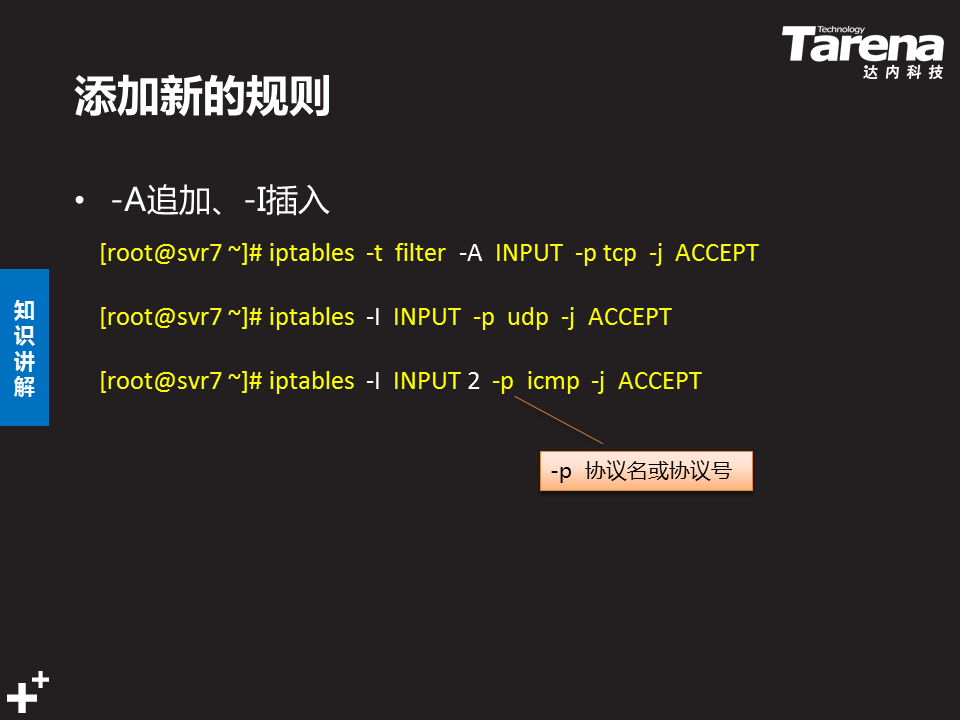 Technology
Tarena
达内科技
添加新的规则
• -A追加、-I插入
[root@svr7 ~]# iptables -t filter -A INPUT -p tcp -j ACCEPT
[root@svr7 ~]# iptables -I INPUT -p udp -j ACCEPT
[root@svr7 ~]# iptables -I INPUT 2 -p icmp -j ACCEPT
-p 协议名或协议号
知
识
讲
解